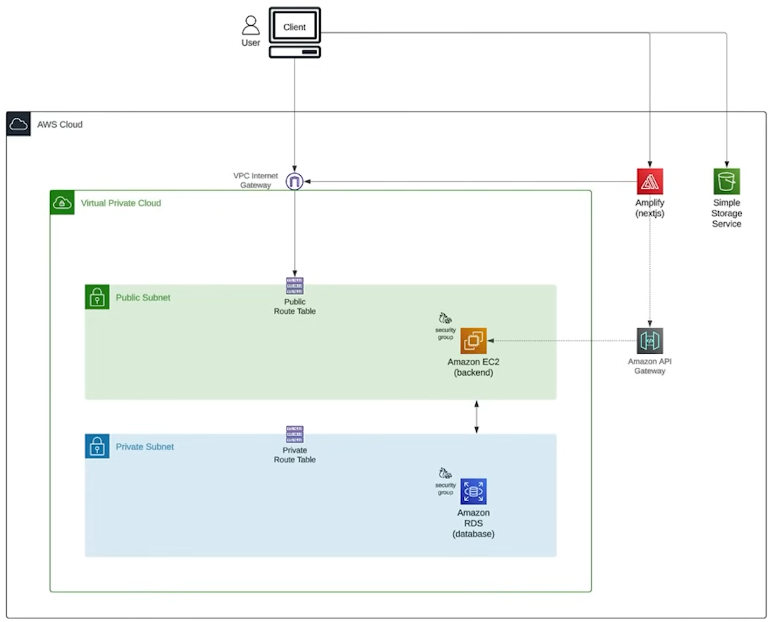 Client
User
AWS Cloud
VPC Internet
Gateway
Amplify
(nextjs)
Simple
Storage
Service
Virtual Private Cloud
Public Subnet
Public
Route Table
security
group
Amazon EC2
(backend)
Amazon API
Gateway
Private Subnet
Private
Route Table
security
group
Amazon
RDS
(database)